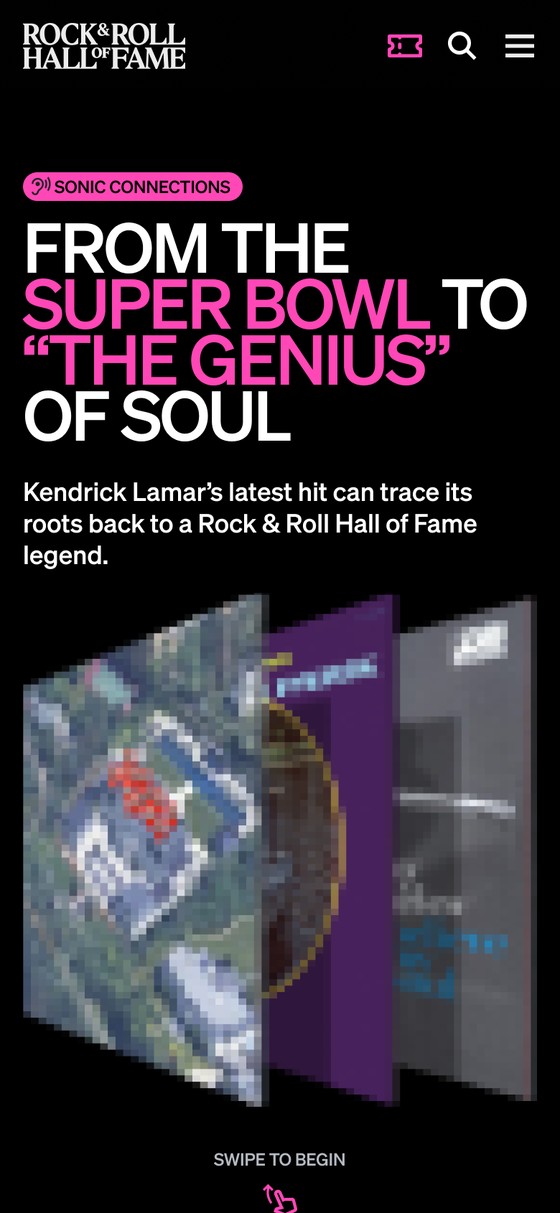 ROCK&ROLL
HALL OF FAME
SONIC CONNECTIONS
FROM THE
SUPER BOWL TO
“THE GENIUS”
OF SOUL
Kendrick Lamar’s latest hit can trace its
roots back to a Rock & Roll Hall of Fame
legend.
SWIPE TO BEGIN